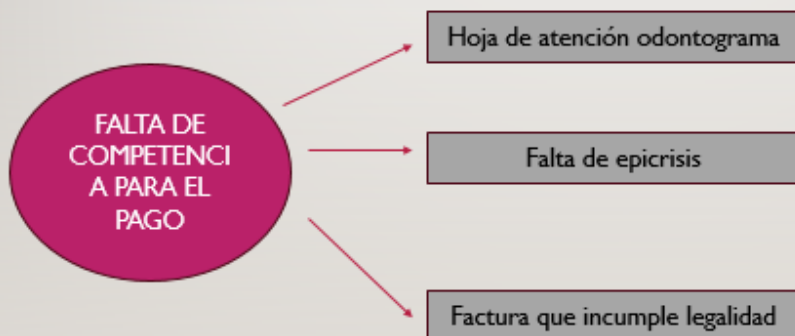 FALTA DE
COMPETENCI
A PARA EL
PAGO
Hoja de atención odontograma
Falta de epicrisis
Factura que incumple legalidad